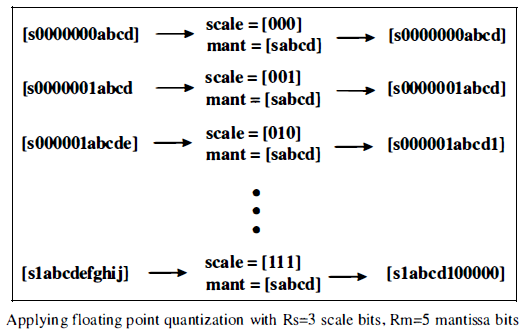 [s0000000abcd] scale = [000] mant = [sabcd] [s0000000abcd]
[s0000001abcd scale = [001] mant = [sabcd] [s0000001abcd]
[s000001abcde] scale = [010] mant = [sabcd] [s000001abcd1]
[s1abcdefghij] scale = [111] mant = [sabcd] [s1abcd100000]
Applying floating point quantization with Rs=3 scale bits, Rm=5 mantissa bits